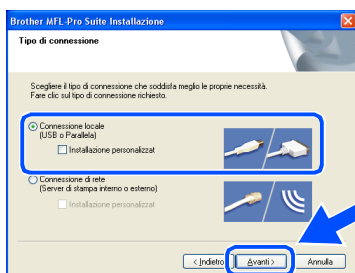 Brother MFL-Pro Suite Installazione
Tipo di connessione
Scegliere il tipo di connessione che soddisfa meglio le proprie necessità.
Fare clic sul tipo di connessione richiesto.
Connessione locale
(USB o Parallela)
Installazione personalizzat
Connessione di rete
(Server di stampa interno o esterno)
Installazione personalizzat
< Indietro
Avanti >
Annulla